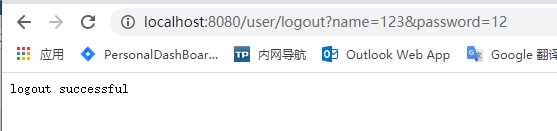 localhost:8080/user/logout?name=123&password=12
应用 PersonalDashBoar... TP 内网导航 Outlook Web App Google 翻译
logout successful